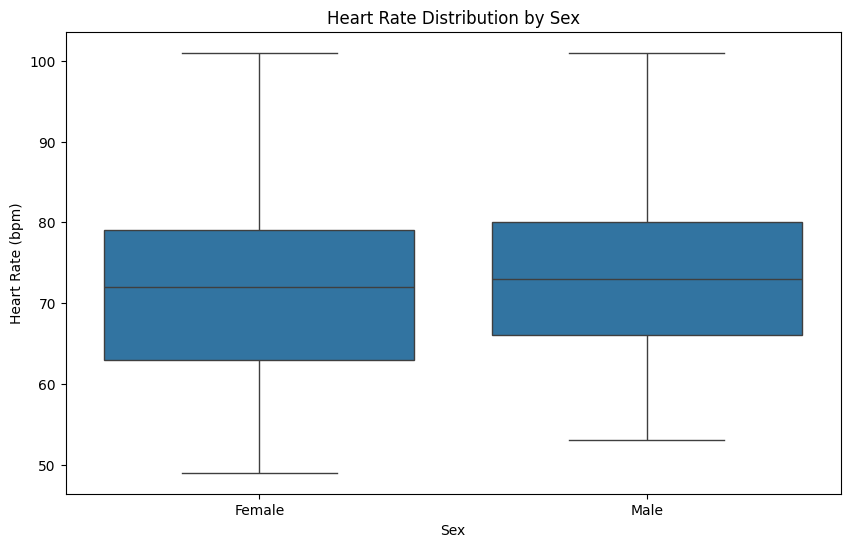 Heart Rate Distribution by Sex
Heart Rate (bpm)
100
90
80
70
60
50
Female Male
Sex